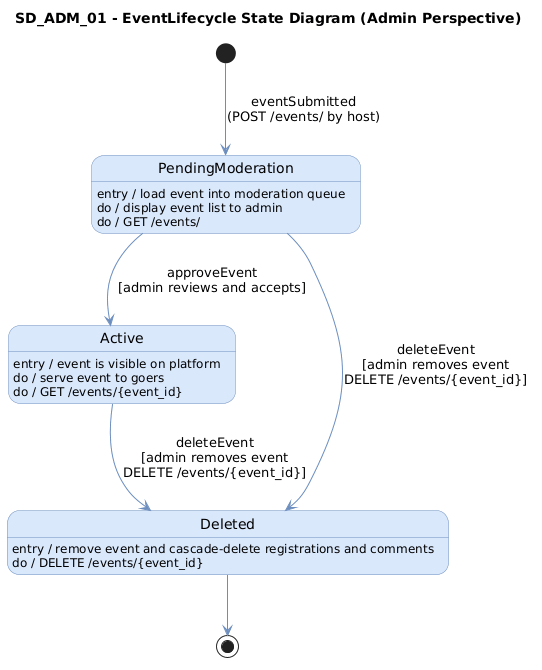 SD_ADM_01 - EventLifecycle State Diagram (Admin Perspective)
eventSubmitted
(POST /events/ by host)
PendingModeration
entry / load event into moderation queue
do / display event list to admin
do / GET /events/
approveEvent
[admin reviews and accepts]
Active
entry / event is visible on platform
do / serve event to goers
do / GET /events/{event_id}
deleteEvent
[admin removes event
DELETE /events/{event_id}]
deleteEvent
[admin removes event
DELETE /events/{event_id}]
Deleted
entry / remove event and cascade-delete registrations and comments
do / DELETE /events/{event_id}